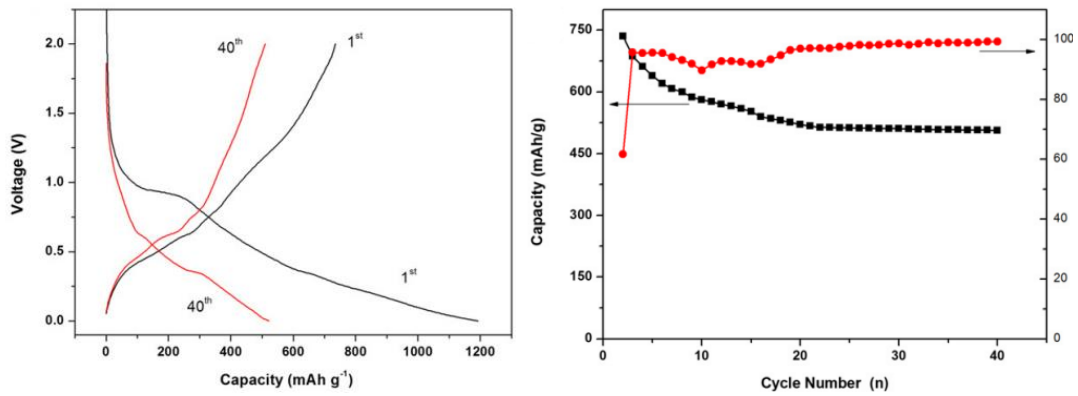 40th
1st
1st
40th
2.0
1.5
1.0
0.5
0.0
Voltage (V)
0 200 400 600 800 1000 1200
Capacity (mAh g-1)
750
600
450
300
150
0
Capacity (mAh/g)
100
80
60
40
20
0
0 10 20 30 40
Cycle Number (n)